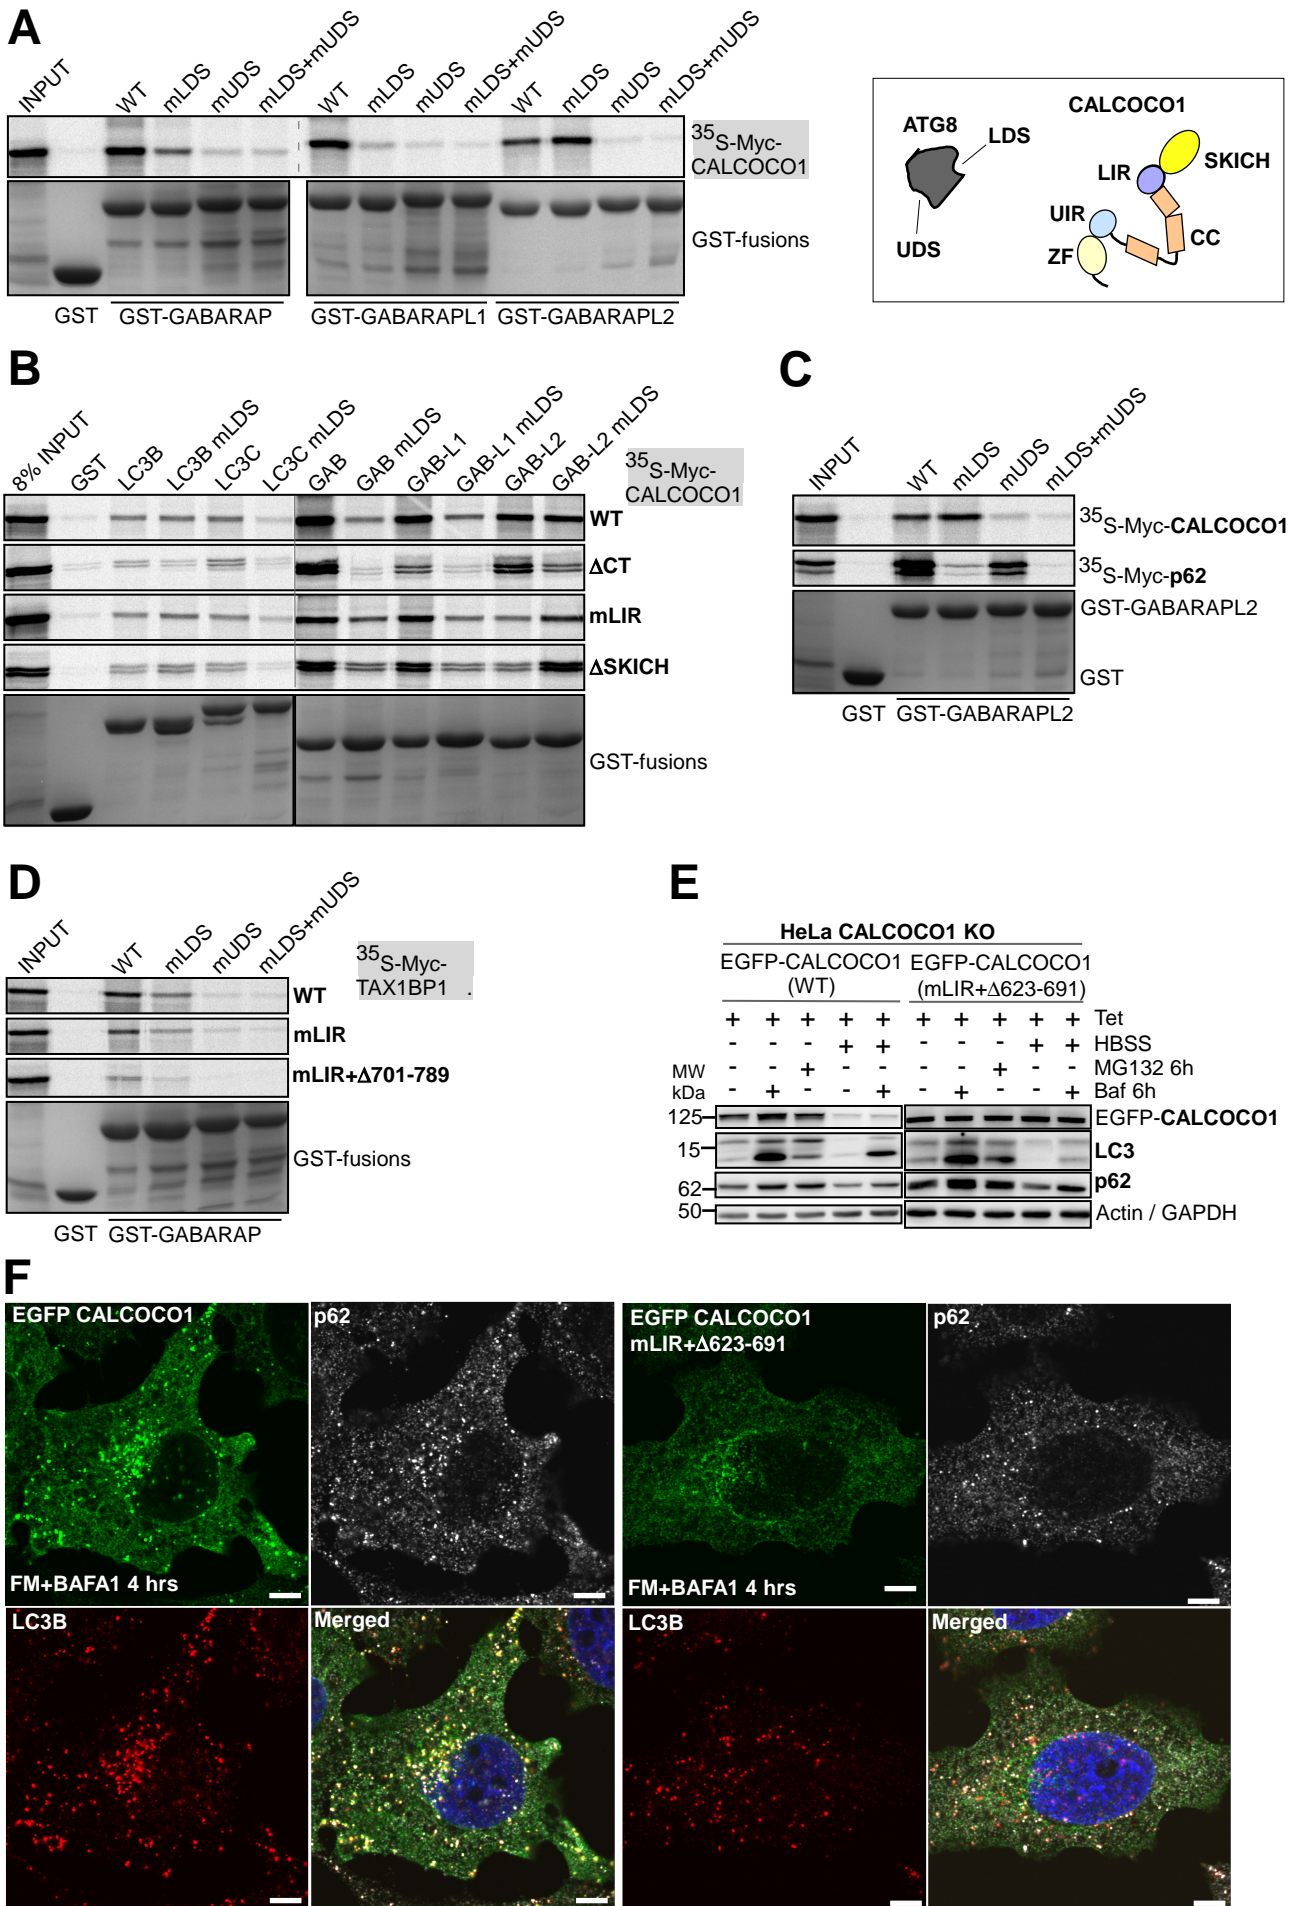 A
INPUT
WT
mLDS
mUDS
mLDS+mUDS
WT
mLDS
mUDS
mLDS+mUDS
WT
mLDS
mUDS
mLDS+mUDS
35S-Myc-
CALCOCO1
GST-fusions
GST
GST-GABARAP
GST-GABARAPL1
GST-GABARAPL2
CALCOCO1
ATG8
LDS
UDS
LIR
SKICH
UIR
ZF
CC
B
8% INPUT
GST
LC3B
LC3B mLDS
LC3C
LC3C mLDS
GAB
GAB mLDS
GAB-L1
GAB-L1 mLDS
GAB-L2
GAB-L2 mLDS
35S-Myc-
CALCOCO1
WT
ΔCT
mLIR
ΔSKICH
GST-fusions
C
INPUT
WT
mLDS
mUDS
mLDS+mUDS
35S-Myc-CALCOCO1
35S-Myc-p62
GST-GABARAPL2
GST
GST
GST-GABARAPL2
D
INPUT
WT
mLDS
mUDS
mLDS+mUDS
35S-Myc-
TAX1BP1 .
WT
mLIR
mLIR+Δ701-789
GST-fusions
GST
GST-GABARAP
E
HeLa CALCOCO1 KO
EGFP-CALCOCO1 EGFP-CALCOCO1
(WT) (mLIR+Δ623-691)
+ + + + + + + + + + Tet
- - - + + - - - + + HBSS
MW - - + - - - - + - - MG132 6h
kDa - + - - + - + - - + Baf 6h
125 EGFP-CALCOCO1
15 LC3
62 p62
50 Actin / GAPDH
F
EGFP CALCOCO1
FM+BAFA1 4 hrs
p62
EGFP CALCOCO1
mLIR+Δ623-691
FM+BAFA1 4 hrs
p62
LC3B
Merged
LC3B
Merged